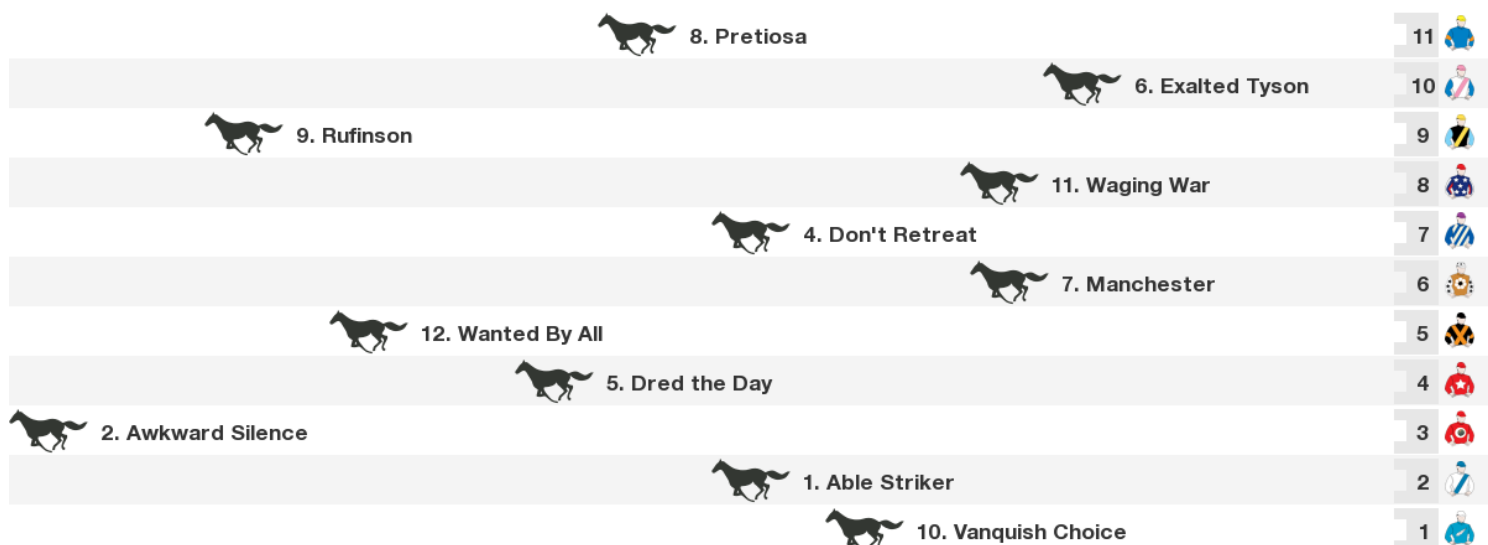 8. Pretiosa 11
6. Exalted Tyson 10
9. Rufinson 9
11. Waging War 8
4. Don't Retreat 7
7. Manchester 6
12. Wanted By All 5
5. Dred the Day 4
2. Awkward Silence 3
1. Able Striker 2
10. Vanquish Choice 1